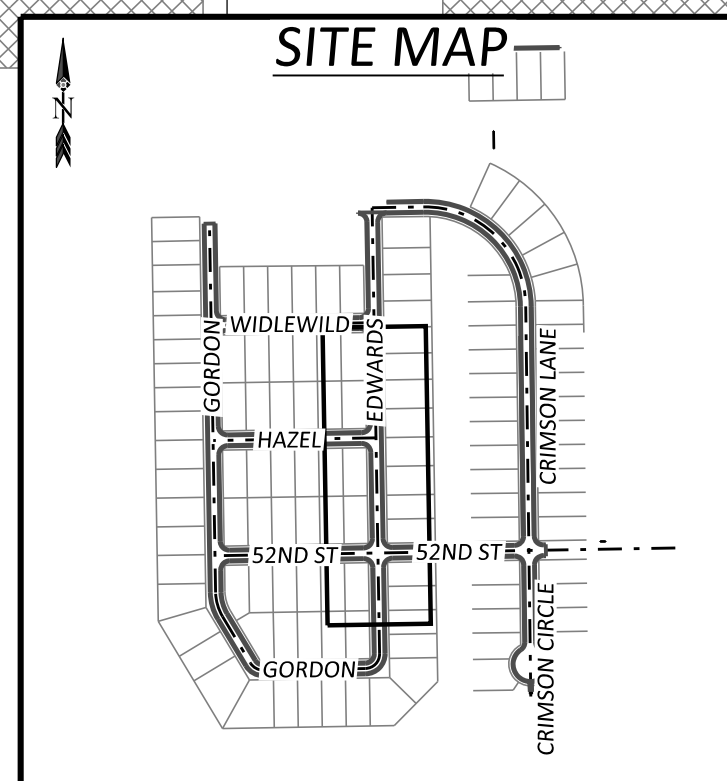 SITE MAP
N
WIDLEWILD
GORDON
EDWARDS
CRIMSON LANE
HAZEL
52ND ST
52ND ST
CRIMSON CIRCLE
GORDON